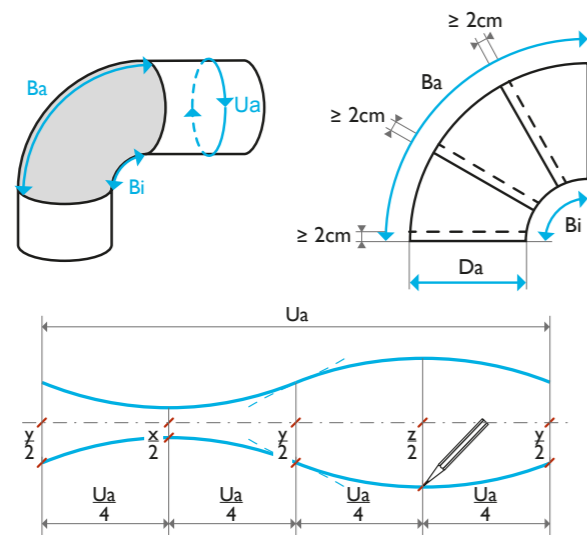 Ba
Ua
Bi
≥ 2cm
Ba
≥ 2cm
≥ 2cm
Bi
Da
Ua
y/2 x/2 y/2 z/2 y/2
Ua/4 Ua/4 Ua/4 Ua/4